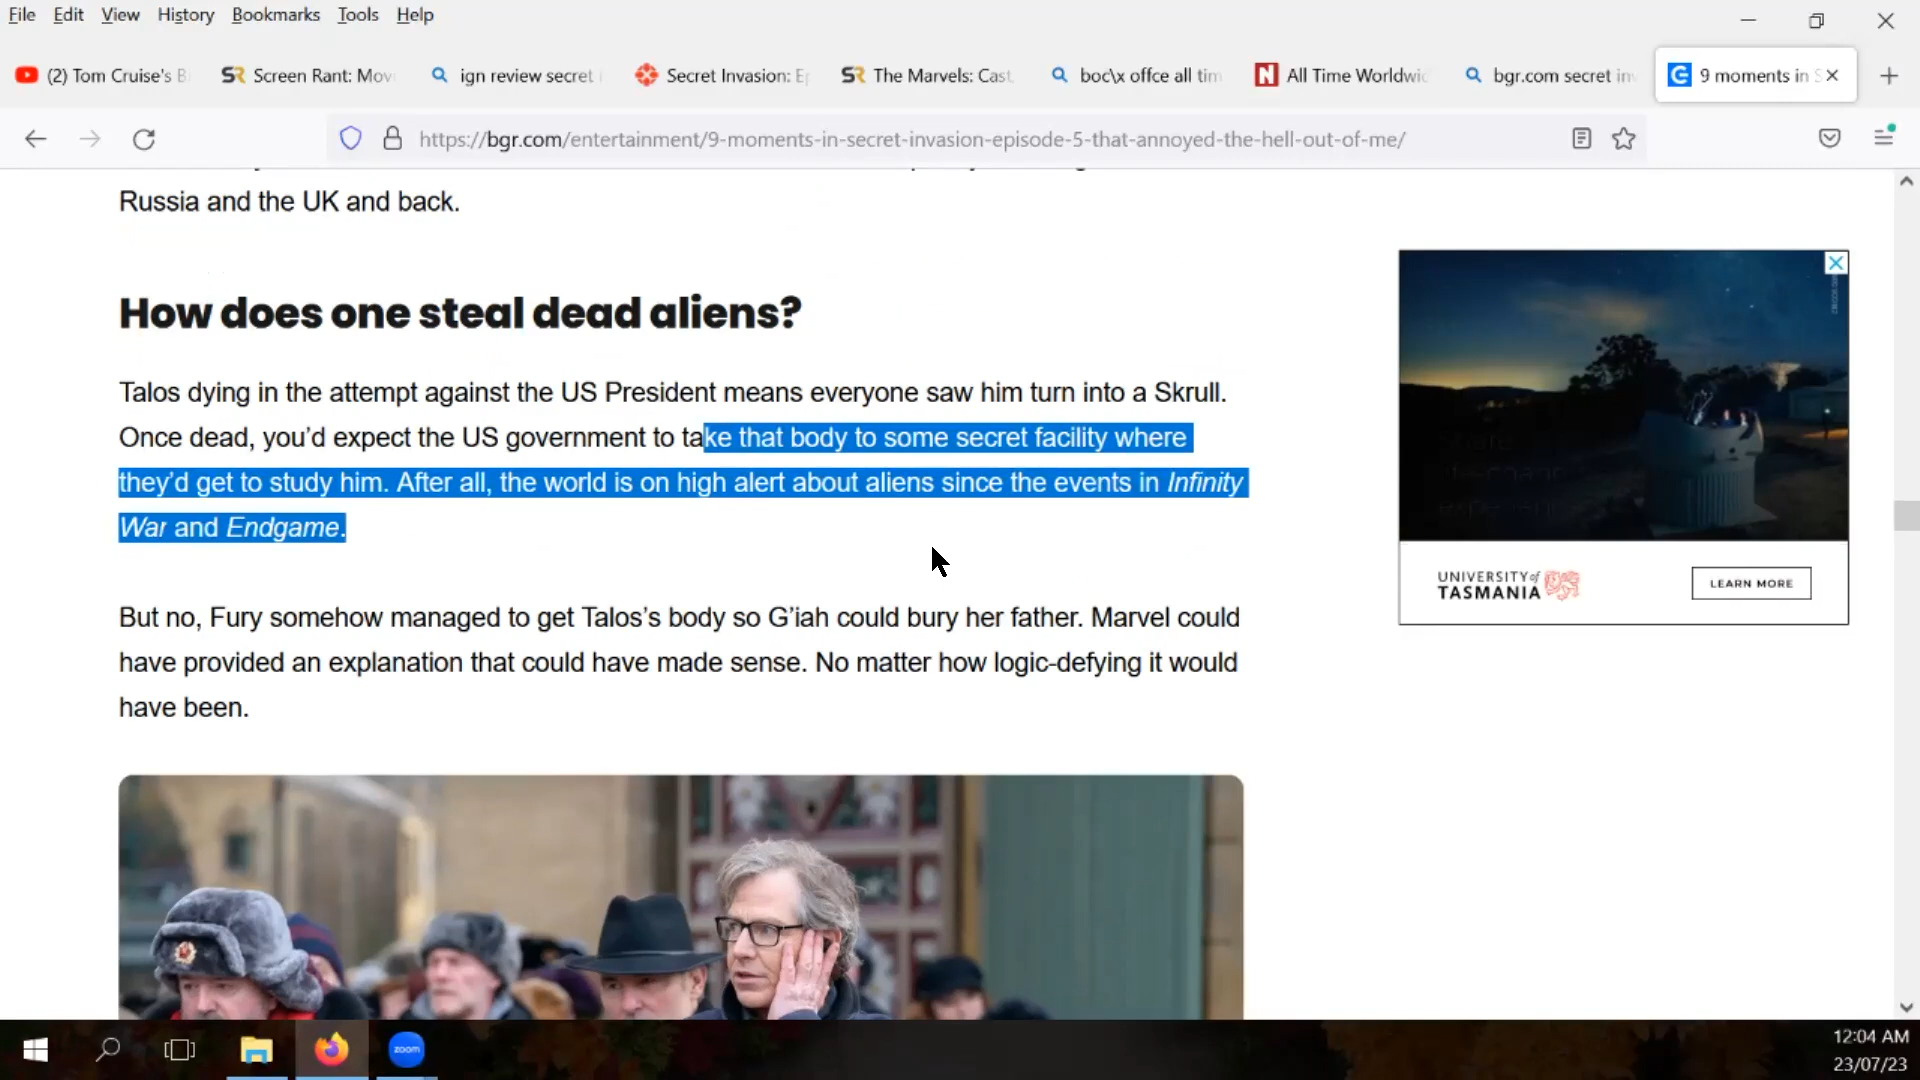 File Edit View History Bookmarks Tools Help
(2) Tom Cruise's B
Screen Rant: Mov
ign review secret i
Secret Invasion: E
The Marvels: Cast
boc\x offce all tim
All Time Worldwi
bgr.com secret in
9 moments in S
https://bgr.com/entertainment/9-moments-in-secret-invasion-episode-5-that-annoyed-the-hell-out-of-me/
Russia and the UK and back.
How does one steal dead aliens?
Talos dying in the attempt against the US President means everyone saw him turn into a Skrull.
Once dead, you’d expect the US government to take that body to some secret facility where
they’d get to study him. After all, the world is on high alert about aliens since the events in Infinity
War and Endgame.
But no, Fury somehow managed to get Talos’s body so G’iah could bury her father. Marvel could
have provided an explanation that could have made sense. No matter how logic-defying it would
have been.
UNIVERSITY of
TASMANIA
LEARN MORE
zoom
12:04 AM
23/07/23